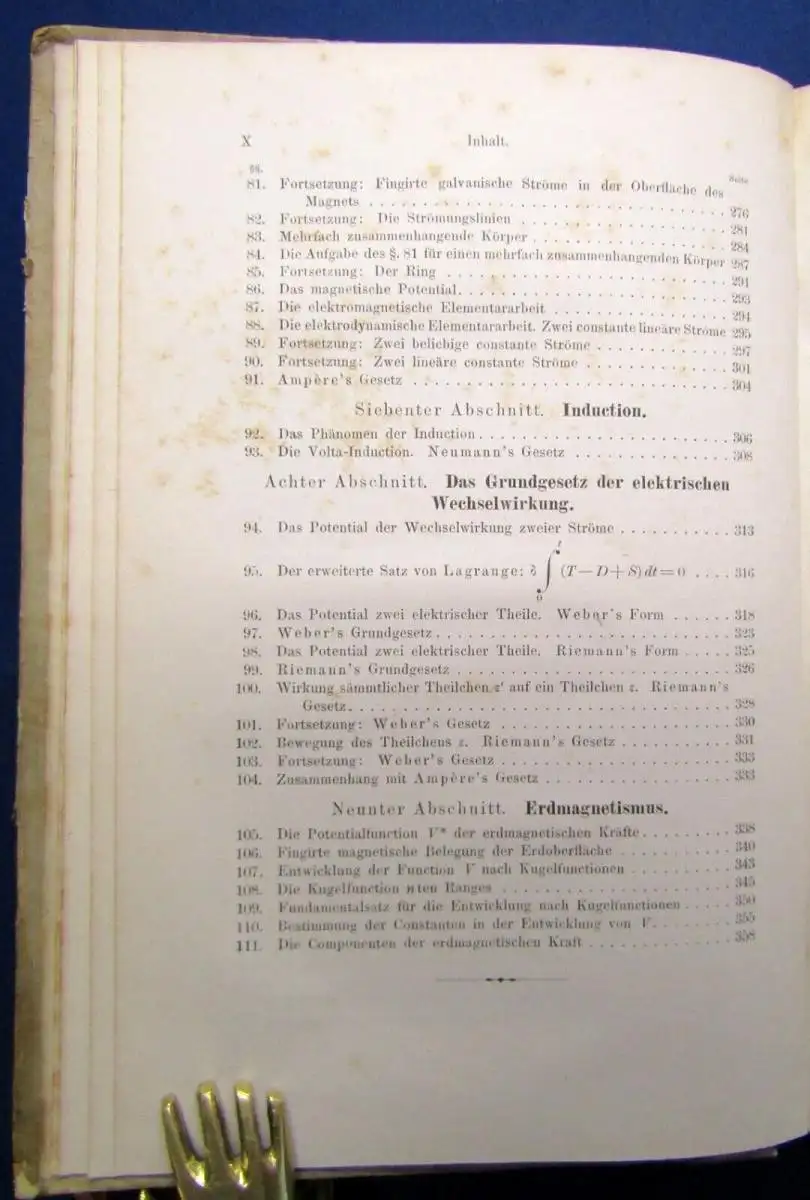 X Inhalt.
§§. Seite
81. Fortsetzung: Fingirte galvanische Ströme in der Oberfläche des
Magnets . . . . . . . . . . . . . . . . . . . . . . . . . . . 276
82. Fortsetzung: Die Strömungslinien . . . . . . . . . . . . . . . . 281
83. Mehrfach zusammenhangende Körper . . . . . . . . . . . . . . . 284
84. Die Aufgabe des §. 81 für einen mehrfach zusammenhangenden Körper 287
85. Fortsetzung: Der Ring . . . . . . . . . . . . . . . . . . . . . 291
86. Das magnetische Potential. . . . . . . . . . . . . . . . . . . . 293
87. Die elektromagnetische Elementararbeit . . . . . . . . . . . . . 294
88. Die elektrodynamische Elementararbeit. Zwei constante lineäre Ströme 295
89. Fortsetzung: Zwei beliebige constante Ströme . . . . . . . . . . 297
90. Fortsetzung: Zwei lineäre constante Ströme . . . . . . . . . . . 301
91. Ampère's Gesetz . . . . . . . . . . . . . . . . . . . . . . . . 304
Siebenter Abschnitt. Induction.
92. Das Phänomen der Induction . . . . . . . . . . . . . . . . . . . 306
93. Die Volta-Induction. Neumann's Gesetz . . . . . . . . . . . . . 308
Achter Abschnitt. Das Grundgesetz der elektrischen
Wechselwirkung.
94. Das Potential der Wechselwirkung zweier Ströme . . . . . . . . . 313
95. Der erweiterte Satz von Lagrange: δ ∫₀ᵗ (T—D+S) dt=0 . . . . 316
96. Das Potential zwei elektrischer Theile. Weber's Form . . . . . . 318
97. Weber's Grundgesetz . . . . . . . . . . . . . . . . . . . . . . 323
98. Das Potential zwei elektrischer Theile. Riemann's Form . . . . . 325
99. Riemann's Grundgesetz . . . . . . . . . . . . . . . . . . . . . 326
100. Wirkung sämmtlicher Theilchen ε' auf ein Theilchen ε. Riemann's
Gesetz. . . . . . . . . . . . . . . . . . . . . . . . . . . . 328
101. Fortsetzung: Weber's Gesetz . . . . . . . . . . . . . . . . . . 330
102. Bewegung des Theilchens ε. Riemann's Gesetz . . . . . . . . . . 331
103. Fortsetzung: Weber's Gesetz . . . . . . . . . . . . . . . . . . 333
104. Zusammenhang mit Ampère's Gesetz . . . . . . . . . . . . . . . 333
Neunter Abschnitt. Erdmagnetismus.
105. Die Potentialfunction V* der erdmagnetischen Kräfte . . . . . . . 338
106. Fingirte magnetische Belegung der Erdoberfläche . . . . . . . . 340
107. Entwicklung der Function V nach Kugelfunctionen . . . . . . . . 343
108. Die Kugelfunction nten Ranges . . . . . . . . . . . . . . . . . 345
109. Fundamentalsatz für die Entwicklung nach Kugelfunctionen . . . . 350
110. Bestimmung der Constanten in der Entwicklung von V. . . . . . . 355
111. Die Componenten der erdmagnetischen Kraft . . . . . . . . . . . 358